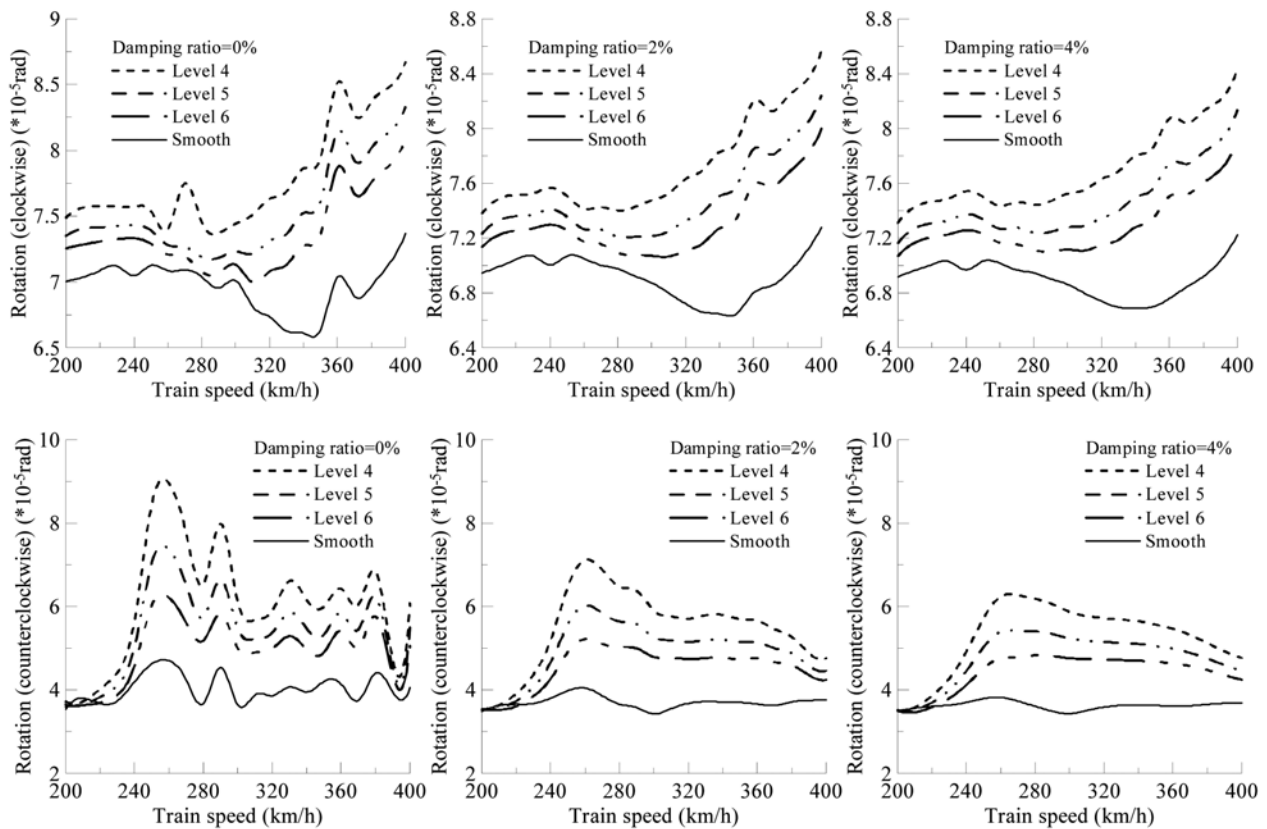 Rotation (clockwise) (*10-5rad)
9
8.5
8
7.5
7
6.5
Damping ratio=0%
Level 4
Level 5
Level 6
Smooth
200 240 280 320 360 400
Train speed (km/h)
Rotation (clockwise) (*10-5rad)
8.8
8.4
8
7.6
7.2
6.8
6.4
Damping ratio=2%
Level 4
Level 5
Level 6
Smooth
200 240 280 320 360 400
Train speed (km/h)
Rotation (clockwise) (*10-5rad)
8.8
8.4
8
7.6
7.2
6.8
6.4
Damping ratio=4%
Level 4
Level 5
Level 6
Smooth
200 240 280 320 360 400
Train speed (km/h)
Rotation (counterclockwise) (*10-5rad)
10
8
6
4
2
Damping ratio=0%
Level 4
Level 5
Level 6
Smooth
200 240 280 320 360 400
Train speed (km/h)
Rotation (counterclockwise) (*10-5rad)
10
8
6
4
2
Damping ratio=2%
Level 4
Level 5
Level 6
Smooth
200 240 280 320 360 400
Train speed (km/h)
Rotation (counterclockwise) (*10-5rad)
10
8
6
4
2
Damping ratio=4%
Level 4
Level 5
Level 6
Smooth
200 240 280 320 360 400
Train speed (km/h)